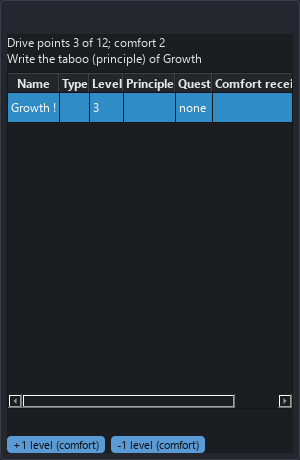 Drive points 3 of 12; comfort 2
Write the taboo (principle) of Growth
Name Type Level Principle Quest Comfort recei
Growth ! 3 none
+1 level (comfort) -1 level (comfort)